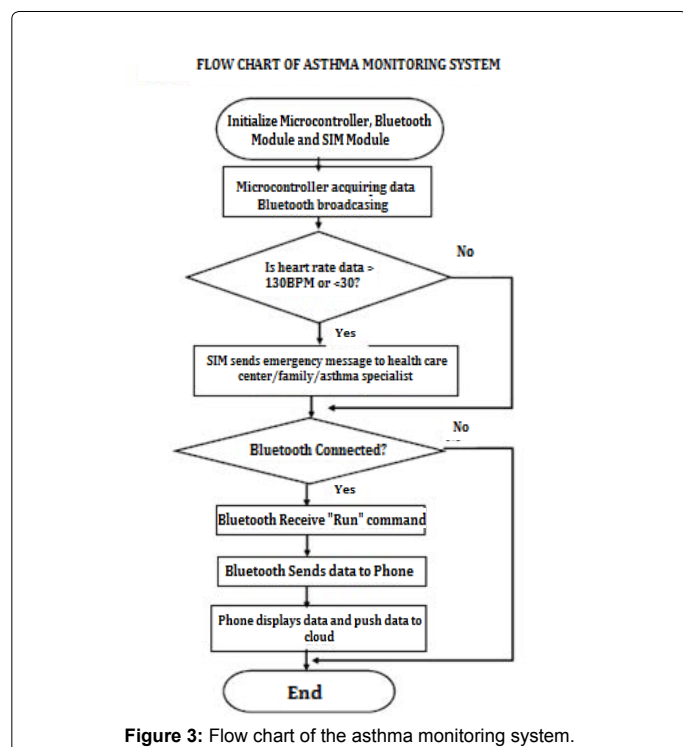 FLOW CHART OF ASTHMA MONITORING SYSTEM
Initialize Microcontroller, Bluetooth
Module and SIM Module
Microcontroller acquiring data
Bluetooth broadcasing
Is heart rate data >
130BPM or <30?
No
Yes
SIM sends emergency message to health care
center/family/asthma specialist
Bluetooth Connected?
No
Yes
Bluetooth Receive "Run" command
Bluetooth Sends data to Phone
Phone displays data and push data to
cloud
End
Figure 3: Flow chart of the asthma monitoring system.